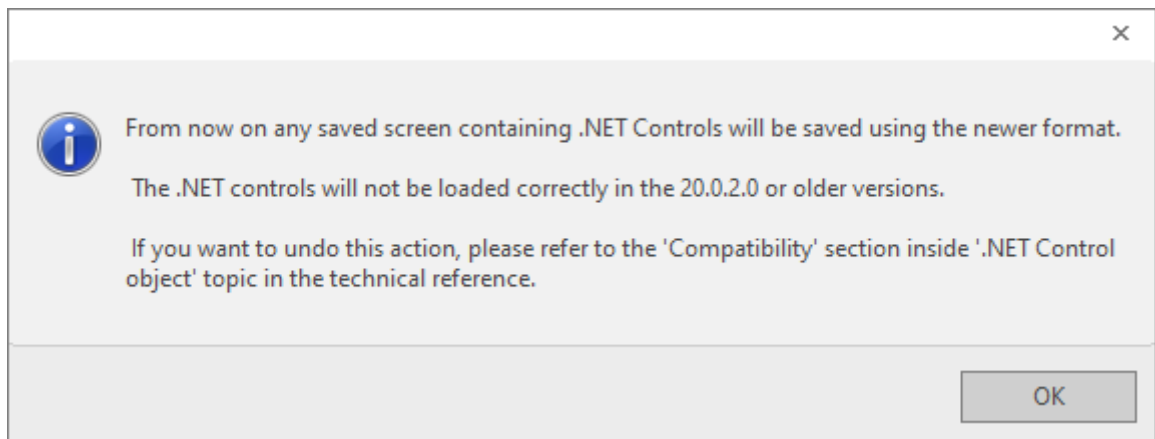 From now on any saved screen containing .NET Controls will be saved using the newer format.
The .NET controls will not be loaded correctly in the 20.0.2.0 or older versions.
If you want to undo this action, please refer to the 'Compatibility' section inside '.NET Control
object' topic in the technical reference.
OK